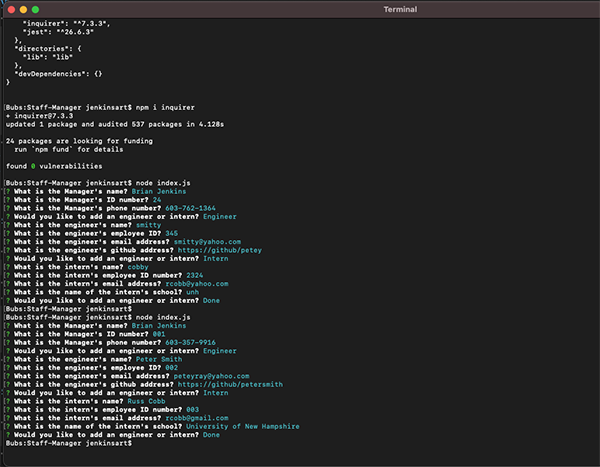 Terminal
"inquirer": "^7.3.3",
"jest": "^26.6.3"
},
"directories": {
"lib": "lib"
},
"devDependencies": {}
}
[Bubs:Staff-Manager jenkinsart$ npm i inquirer
+ inquirer@7.3.3
updated 1 package and audited 537 packages in 4.128s
24 packages are looking for funding
run `npm fund` for details
found 0 vulnerabilities
[Bubs:Staff-Manager jenkinsart$ node index.js
[? What is the Manager's name? Brian Jenkins
[? What is the Manager's ID number? 24
[? What is the Manager's phone number? 603-762-1364
? Would you like to add an engineer or intern? Engineer
[? What is the engineer's name? smitty
[? What is the engineer's employee ID? 345
[? What is the engineer's email address? smitty@yahoo.com
[? What is the engineer's github address? https://github/petey
? Would you like to add an engineer or intern? Intern
[? What is the intern's name? cobby
[? What is the intern's employee ID number? 2324
[? What is the intern's email address? rcobb@yahoo.com
[? What is the name of the intern's school? unh
? Would you like to add an engineer or intern? Done
[Bubs:Staff-Manager jenkinsart$
[Bubs:Staff-Manager jenkinsart$ node index.js
[? What is the Manager's name? Brian Jenkins
[? What is the Manager's ID number? 001
[? What is the Manager's phone number? 603-357-9916
? Would you like to add an engineer or intern? Engineer
[? What is the engineer's name? Peter Smith
[? What is the engineer's employee ID? 002
[? What is the engineer's email address? peteyray@yahoo.com
[? What is the engineer's github address? https://github/petersmith
? Would you like to add an engineer or intern? Intern
[? What is the intern's name? Russ Cobb
[? What is the intern's employee ID number? 003
[? What is the intern's email address? rcobb@gmail.com
[? What is the name of the intern's school? University of New Hampshire
? Would you like to add an engineer or intern? Done
Bubs:Staff-Manager jenkinsart$